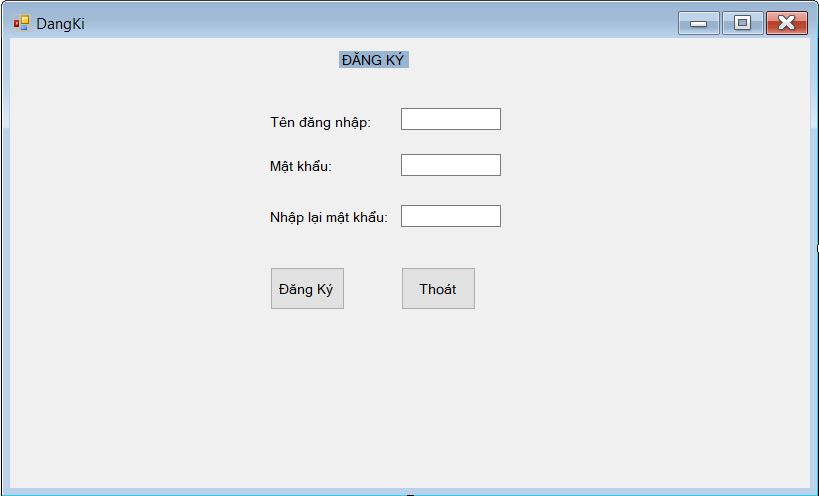 DangKi
ĐĂNG KÝ
Tên đăng nhập:
Mật khẩu:
Nhập lại mật khẩu:
Đăng Ký Thoát